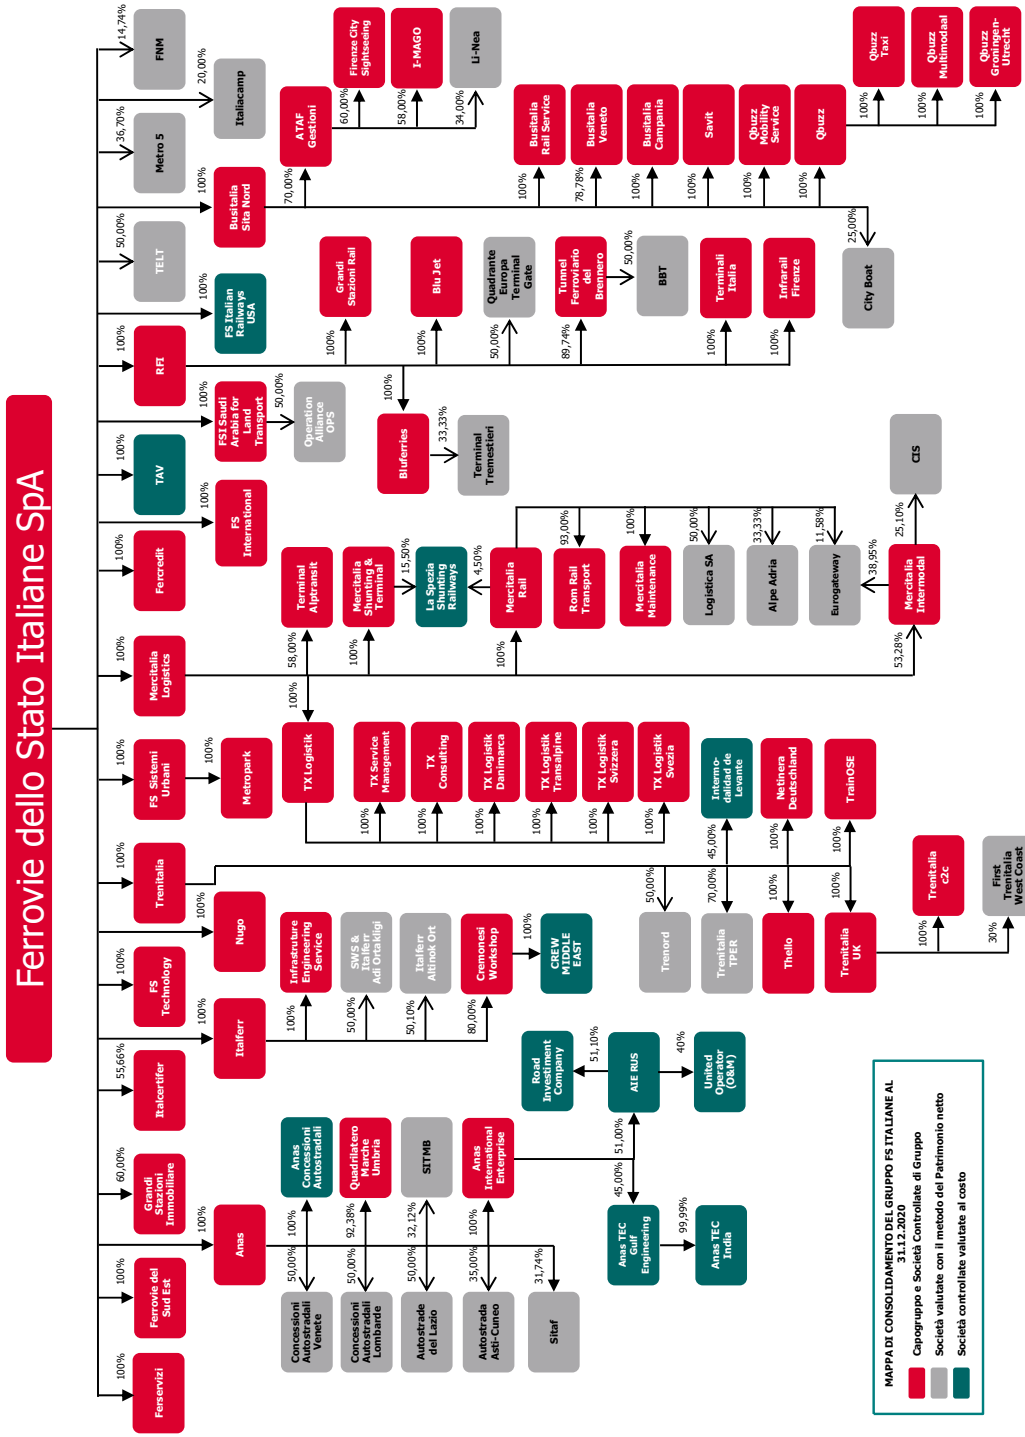 Ferrovie dello Stato Italiane SpA
100%
Ferservizi
100%
Ferrovie del
Sud Est
60,00%
Grandi
Stazioni
Immobiliare
55,66%
Italcertifer
100%
FS
Technology
100%
Trenitalia
100%
FS Sistemi
Urbani
100%
Mercitalia
Logistics
100%
Fercredit
100%
TAV
100%
RFI
50,00%
TELT
36,70%
Metro 5
14,74%
FNM
100%
Anas
100%
Italferr
100%
Nugo
100%
Metropark
100%
FS
International
100%
FSI Saudi
Arabia for
Land
Transport
100%
FS Italian
Railways
USA
100%
Busitalia
Sita Nord
20,00%
Italiacamp
50,00%
Concessioni
Autostradali
Venete
100%
Anas
Concessioni
Autostradali
50,00%
Concessioni
Autostradali
Lombarde
92,38%
Quadrilatero
Marche
Umbria
50,00%
Autostrade
del Lazio
32,12%
SITMB
35,00%
Autostrada
Asti-Cuneo
100%
Anas
International
Enterprise
31,74%
Sitaf
45,00%
Anas TEC
Gulf
Engineering
99,99%
Anas TEC
India
51,00%
AIE RUS
51,10%
Road
Investiment
Company
40%
United
Operator
(O&M)
100%
Infrastruture
Engineering
Service
50,00%
SWS &
Italferr
Adi Ortakligi
50,10%
Italferr
Altinok Ort
80,00%
Cremonesi
Workshop
100%
CREW
MIDDLE
EAST
50,00%
Trenord
70,00%
Trenitalia
TPER
45,00%
Intermo-
dalidad de
Levante
100%
Thello
100%
Netinera
Deutschland
100%
Trenitalia
UK
100%
TrainOSE
100%
Trenitalia
c2c
30%
First
Trenitalia
West Coast
100%
TX Logistik
100%
TX Service
Management
100%
TX
Consulting
100%
TX Logistik
Danimarca
100%
TX Logistik
Transalpine
100%
TX Logistik
Svizzera
100%
TX Logistik
Svezia
58,00%
Terminal
Alptransit
100%
Mercitalia
Shunting &
Terminal
15,50%
La Spezia
Shunting
Railways
4,50%
100%
Mercitalia
Rail
93,00%
Rom Rail
Transport
100%
Mercitalia
Maintenance
50,00%
Logistica SA
33,33%
Alpe Adria
11,58%
Eurogateway
38,95%
53,28%
Mercitalia
Intermodal
25,10%
CIS
50,00%
Operation
Alliance
OPS
100%
Bluferries
33,33%
Terminal
Tremestieri
100%
Grandi
Stazioni Rail
100%
Blu Jet
50,00%
Quadrante
Europa
Terminal
Gate
89,74%
Tunnel
Ferroviario
del
Brennero
50,00%
BBT
100%
Terminali
Italia
100%
Infrarail
Firenze
70,00%
ATAF
Gestioni
60,00%
Firenze City
Sightseeing
58,00%
I-MAGO
34,00%
Li-Nea
100%
Busitalia
Rail Service
78,78%
Busitalia
Veneto
100%
Busitalia
Campania
100%
Savit
100%
Qbuzz
Mobility
Service
100%
Qbuzz
25,00%
City Boat
100%
Qbuzz
Taxi
100%
Qbuzz
Multimodaal
100%
Qbuzz
Groningen-
Utrecht
MAPPA DI CONSOLIDAMENTO DEL GRUPPO FS ITALIANE AL
31.12.2020
Capogruppo e Società Controllate di Gruppo
Società valutate con il metodo del Patrimonio netto
Società controllate valutate al costo